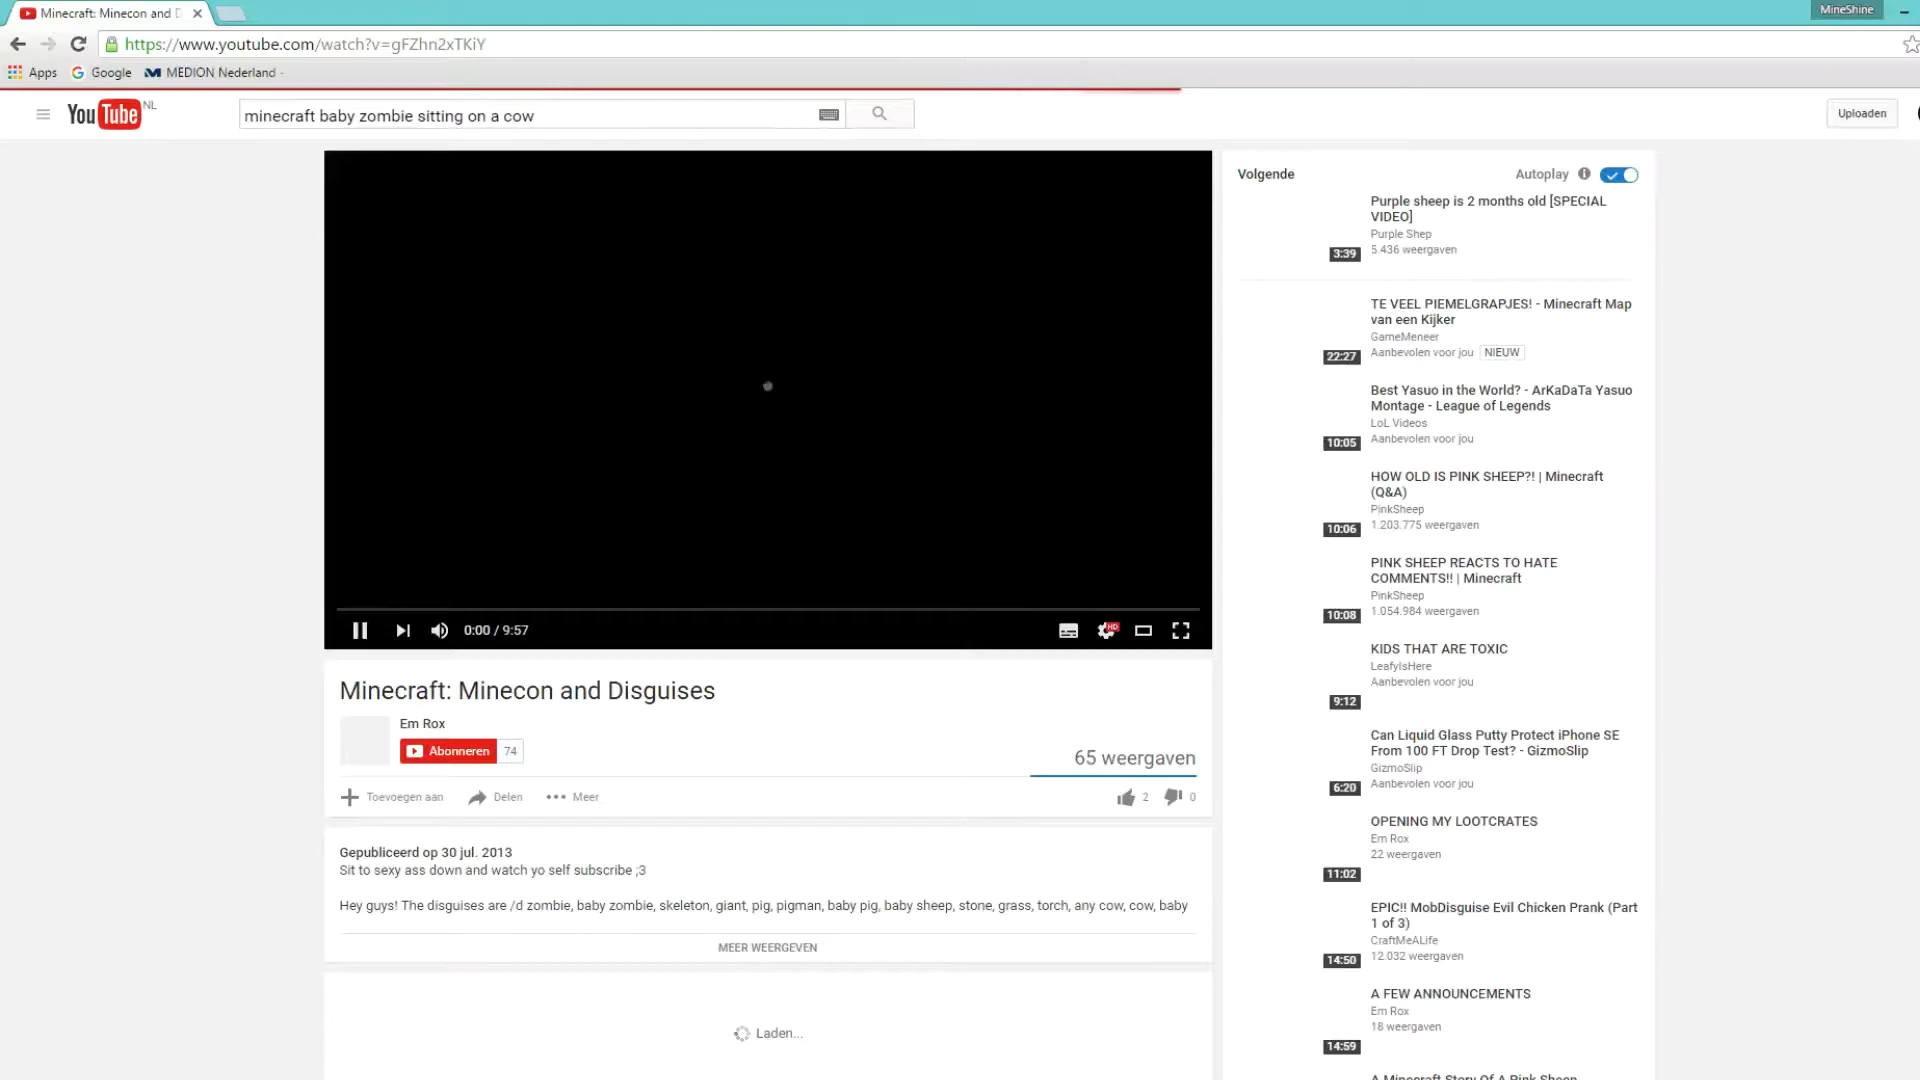 Minecraft: Minecon and D
MineShine
https://www.youtube.com/watch?v=gFZhn2xTKiY
Apps Google MEDION Nederland -
YouTube NL
minecraft baby zombie sitting on a cow
Uploaden
0:00 / 9:57
HD
Minecraft: Minecon and Disguises
Em Rox
Abonneren 74
65 weergaven
Toevoegen aan Delen Meer
2 0
Gepubliceerd op 30 jul. 2013
Sit to sexy ass down and watch yo self subscribe ;3
Hey guys! The disguises are /d zombie, baby zombie, skeleton, giant, pig, pigman, baby pig, baby sheep, stone, grass, torch, any cow, cow, baby
MEER WEERGEVEN
Laden...
Volgende
Autoplay
Purple sheep is 2 months old [SPECIAL
VIDEO]
Purple Shep
5.436 weergaven
3:39
TE VEEL PIEMELGRAPJES! - Minecraft Map
van een Kijker
GameMeneer
Aanbevolen voor jou NIEUW
22:27
Best Yasuo in the World? - ArKaDaTa Yasuo
Montage - League of Legends
LoL Videos
Aanbevolen voor jou
10:05
HOW OLD IS PINK SHEEP?! | Minecraft
(Q&A)
PinkSheep
1.203.775 weergaven
10:06
PINK SHEEP REACTS TO HATE
COMMENTS!! | Minecraft
PinkSheep
1.054.984 weergaven
10:08
KIDS THAT ARE TOXIC
LeafyIsHere
Aanbevolen voor jou
9:12
Can Liquid Glass Putty Protect iPhone SE
From 100 FT Drop Test? - GizmoSlip
GizmoSlip
Aanbevolen voor jou
6:20
OPENING MY LOOTCRATES
Em Rox
22 weergaven
11:02
EPIC!! MobDisguise Evil Chicken Prank (Part
1 of 3)
CraftMeALife
12.032 weergaven
14:50
A FEW ANNOUNCEMENTS
Em Rox
18 weergaven
14:59
A Minecraft Story Of A Pink Sheep